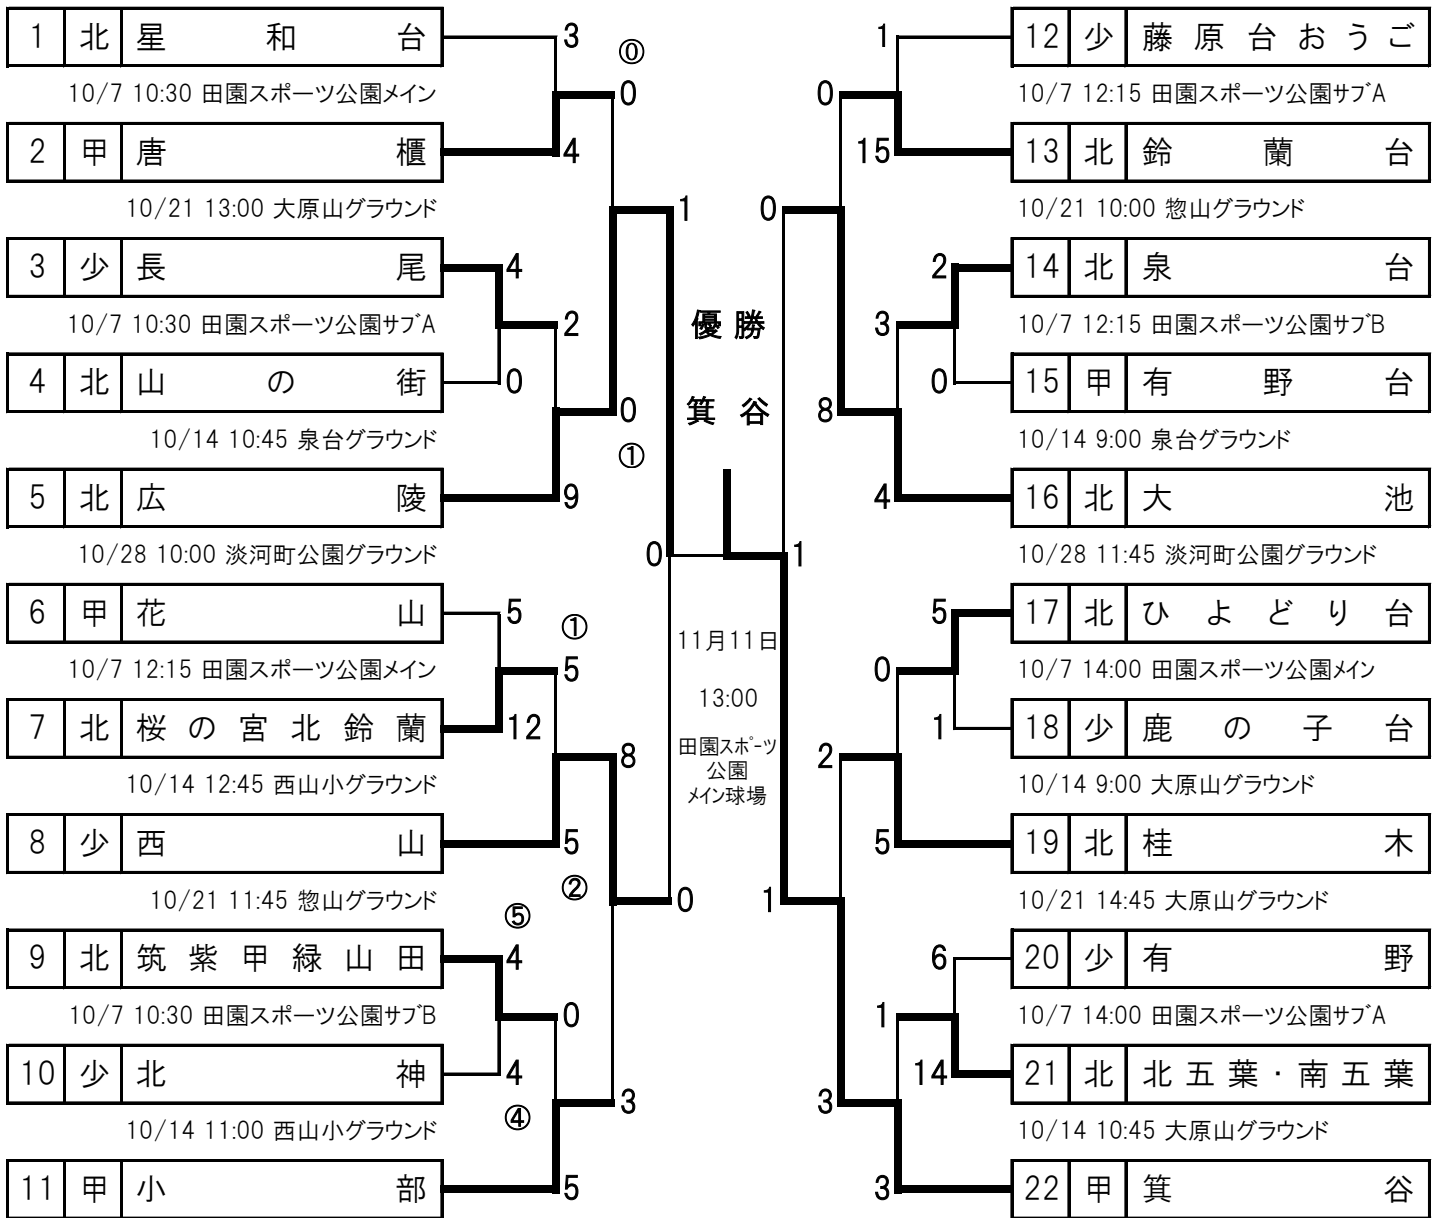 1 北 星和台 3
⓪
10/7 10:30 田園スポーツ公園メイン 0
2 甲 唐櫃 4
10/21 13:00 大原山グラウンド 1
3 少 長尾 4
10/7 10:30 田園スポーツ公園サブA 2
4 北 山の街 0
0
10/14 10:45 泉台グラウンド ①
5 北 広陵 9
10/28 10:00 淡河町公園グラウンド 0
6 甲 花山 5
①
10/7 12:15 田園スポーツ公園メイン 5
7 北 桜の宮北鈴蘭 12
8
10/14 12:45 西山小グラウンド
8 少 西山 5
②
10/21 11:45 惣山グラウンド 0
⑤
9 北 筑紫甲緑山田 4
10/7 10:30 田園スポーツ公園サブB 0
10 少 北神 4
3
10/14 11:00 西山小グラウンド ④
11 甲 小部 5
優勝
箕谷
11月11日
13:00
田園スポーツ
公園
メイン球場
1 12 少 藤原台おうご
0 10/7 12:15 田園スポーツ公園サブA
15 13 北 鈴蘭台
0 10/21 10:00 惣山グラウンド
2 14 北 泉台
3 10/7 12:15 田園スポーツ公園サブB
0 15 甲 有野台
8
10/14 9:00 泉台グラウンド
4 16 北 大池
1 10/28 11:45 淡河町公園グラウンド
5 17 北 ひよどり台
0 10/7 14:00 田園スポーツ公園メイン
1 18 少 鹿の子台
2
10/14 9:00 大原山グラウンド
5 19 北 桂木
1 10/21 14:45 大原山グラウンド
6 20 少 有野
1 10/7 14:00 田園スポーツ公園サブA
14 21 北 北五葉・南五葉
3
10/14 10:45 大原山グラウンド
3 22 甲 箕谷